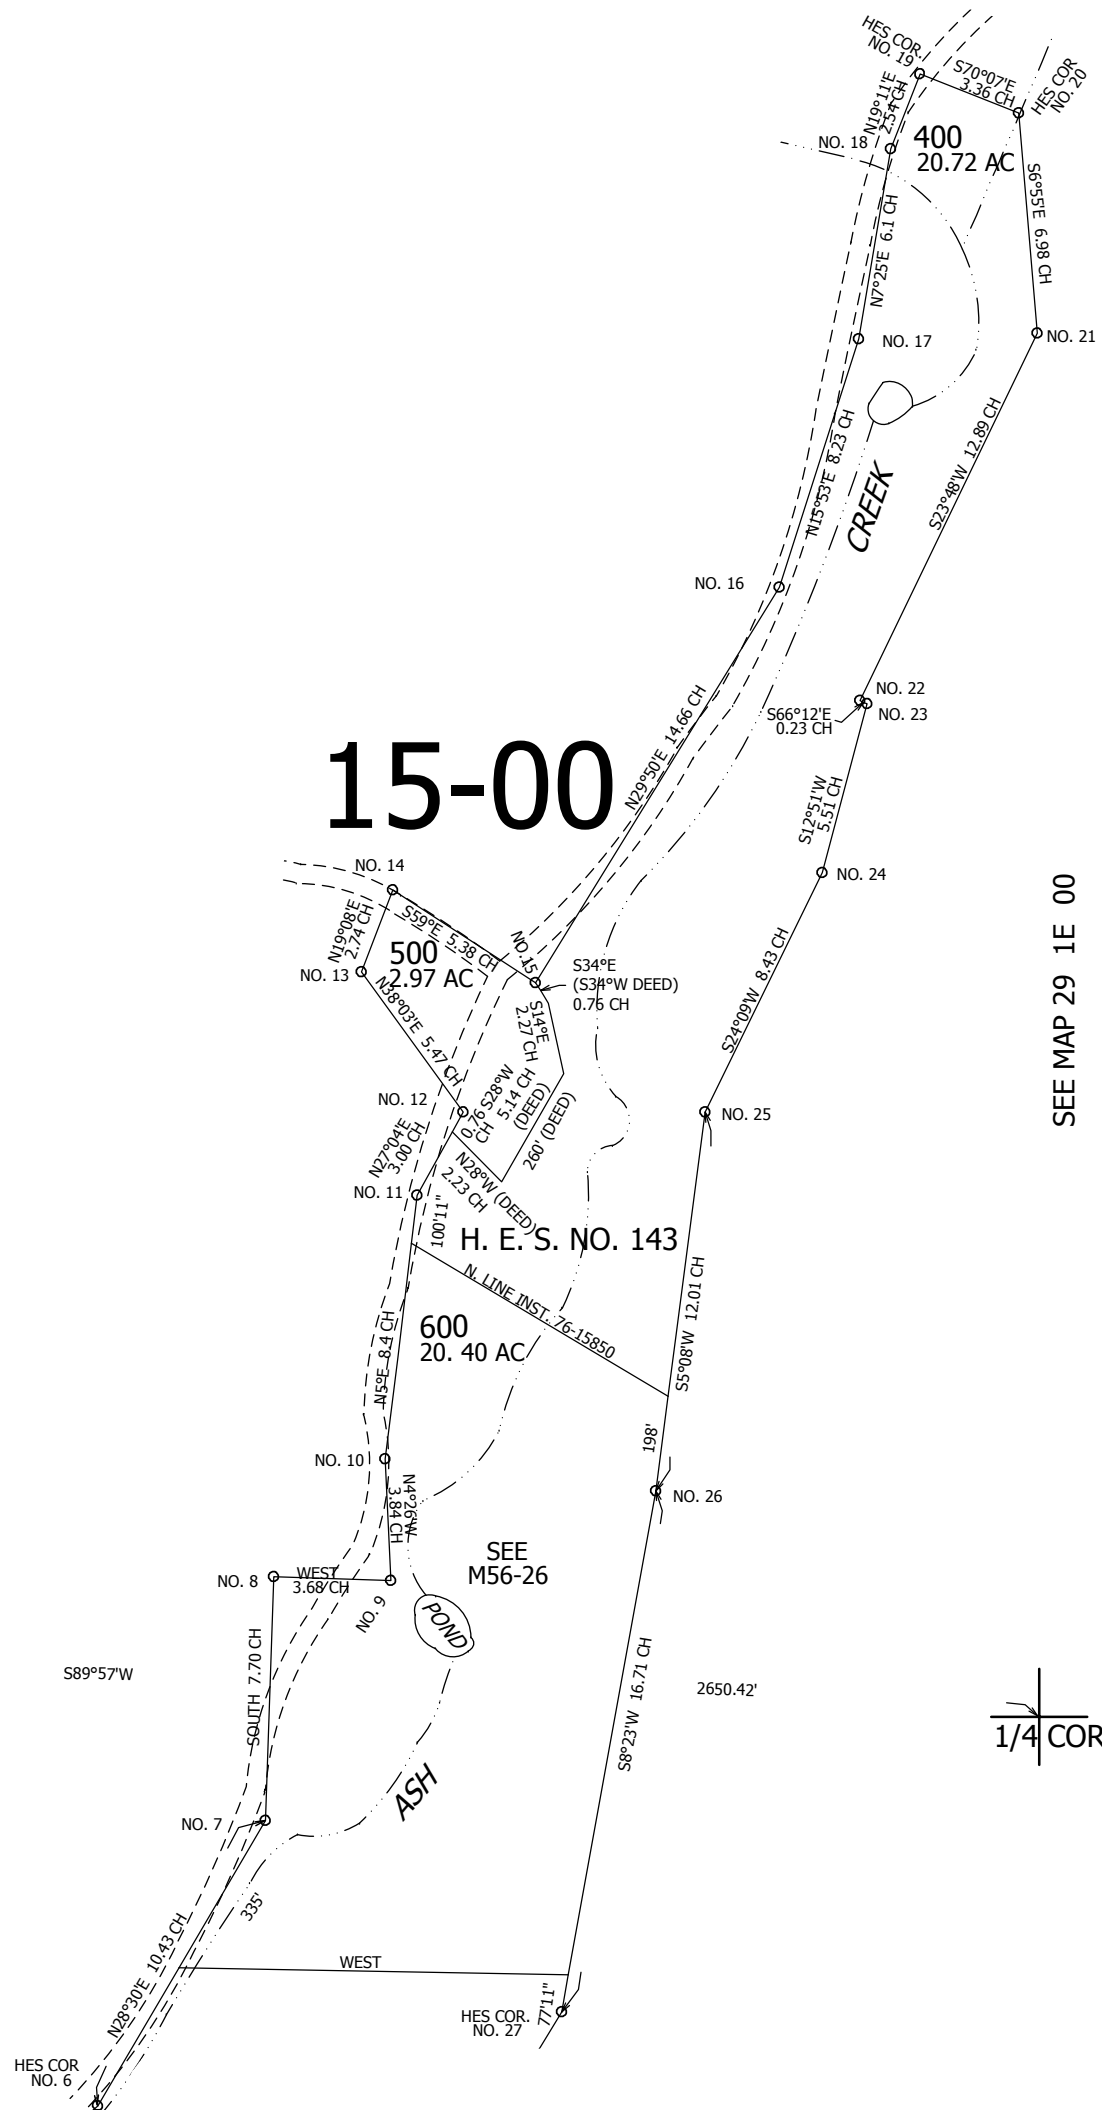 HES COR.
NO. 19
S70°07'E
3.36 CH
HES COR
NO. 20
N19°11'E
2.54 CH
NO. 18
400
20.72 AC
S6°55'E 6.98 CH
N7°25'E 6.1 CH
NO. 17
NO. 21
S23°48'W 12.89 CH
N15°53'E 8.23 CH
CREEK
NO. 16
NO. 22
S66°12'E
0.23 CH
NO. 23
N29°50'E 14.66 CH
15-00
S12°51'W
5.51 CH
NO. 14
NO. 24
SEE MAP 29 1E 00
N19°08'E
2.74 CH
S59°E 5.38 CH
NO.15
500
2.97 AC
NO. 13
S34°E
(S34°W DEED)
0.76 CH
S14°E
2.27 CH
N38°03'E 5.47 CH
S24°09'W 8.43 CH
NO. 12
0.76 S28°W
CH 5.14 CH
(DEED)
260' (DEED)
NO. 25
N27°04'E
3.00 CH
N28°W (DEED)
2.23 CH
NO. 11
100'11"
H. E. S. NO. 143
N. LINE INST. 76-15850
S5°08'W 12.01 CH
600
20. 40 AC
N5°E 8.4 CH
198'
NO. 10
N4°26'W
3.84 CH
NO. 26
SEE
M56-26
NO. 8
WEST
3.68 CH
NO. 9
POND
SOUTH 7.70 CH
S89°57'W
2650.42'
S8°23'W 16.71 CH
1/4 COR
ASH
NO. 7
335'
N28°30'E 10.43 CH
WEST
77'11"
HES COR.
NO. 27
HES COR
NO. 6